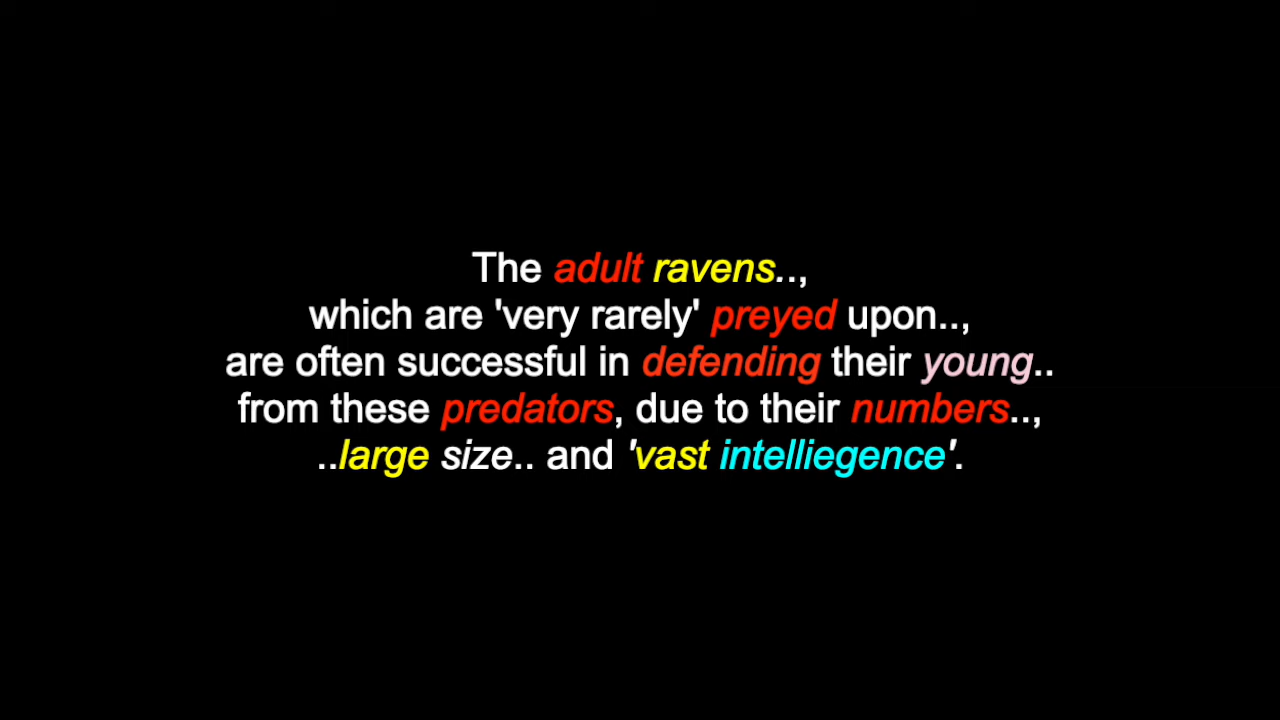 The adult ravens..,
which are 'very rarely' preyed upon..,
are often successful in defending their young..
from these predators, due to their numbers..,
..large size.. and 'vast intelliegence'.